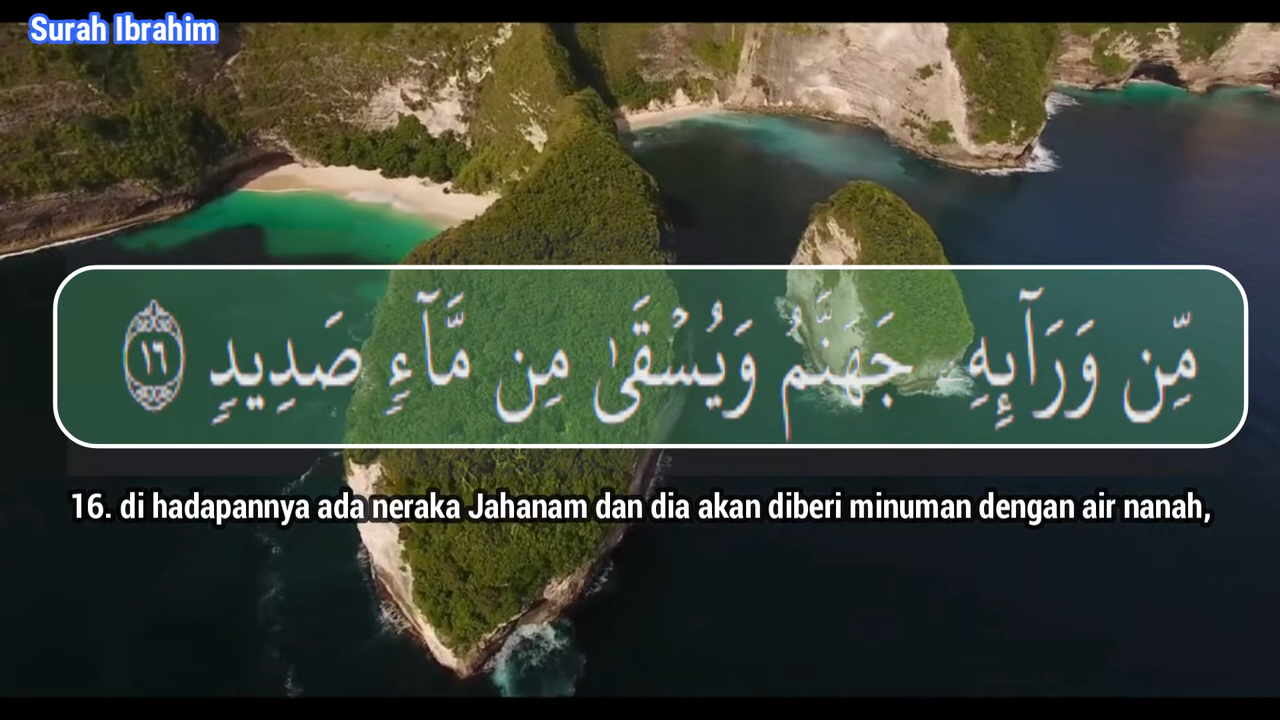 Surah Ibrahim
مِّن وَرَآئِهِۦ جَهَنَّمُ وَيُسْقَىٰ مِن مَّآءٍ صَدِيدٍ ١٦
16. di hadapannya ada neraka Jahanam dan dia akan diberi minuman dengan air nanah,